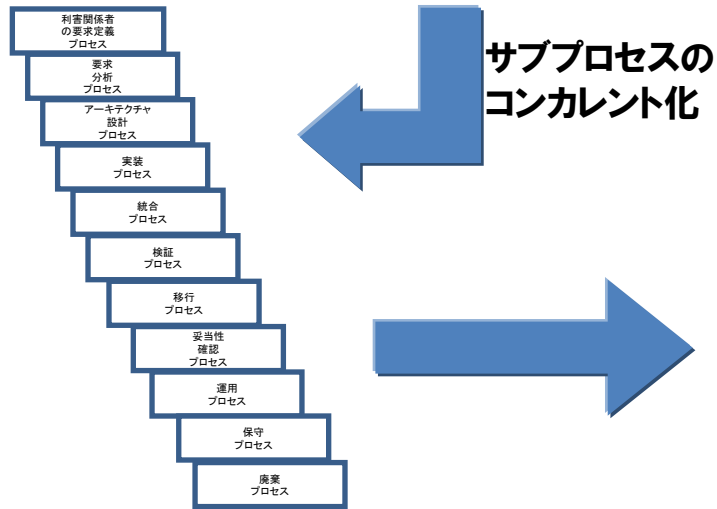 利害関係者
の要求定義
プロセス
要求
分析
プロセス
アーキテクチャ
設計
プロセス
実装
プロセス
統合
プロセス
検証
プロセス
移行
プロセス
妥当性
確認
プロセス
運用
プロセス
保守
プロセス
廃棄
プロセス
サブプロセスの
コンカレント化